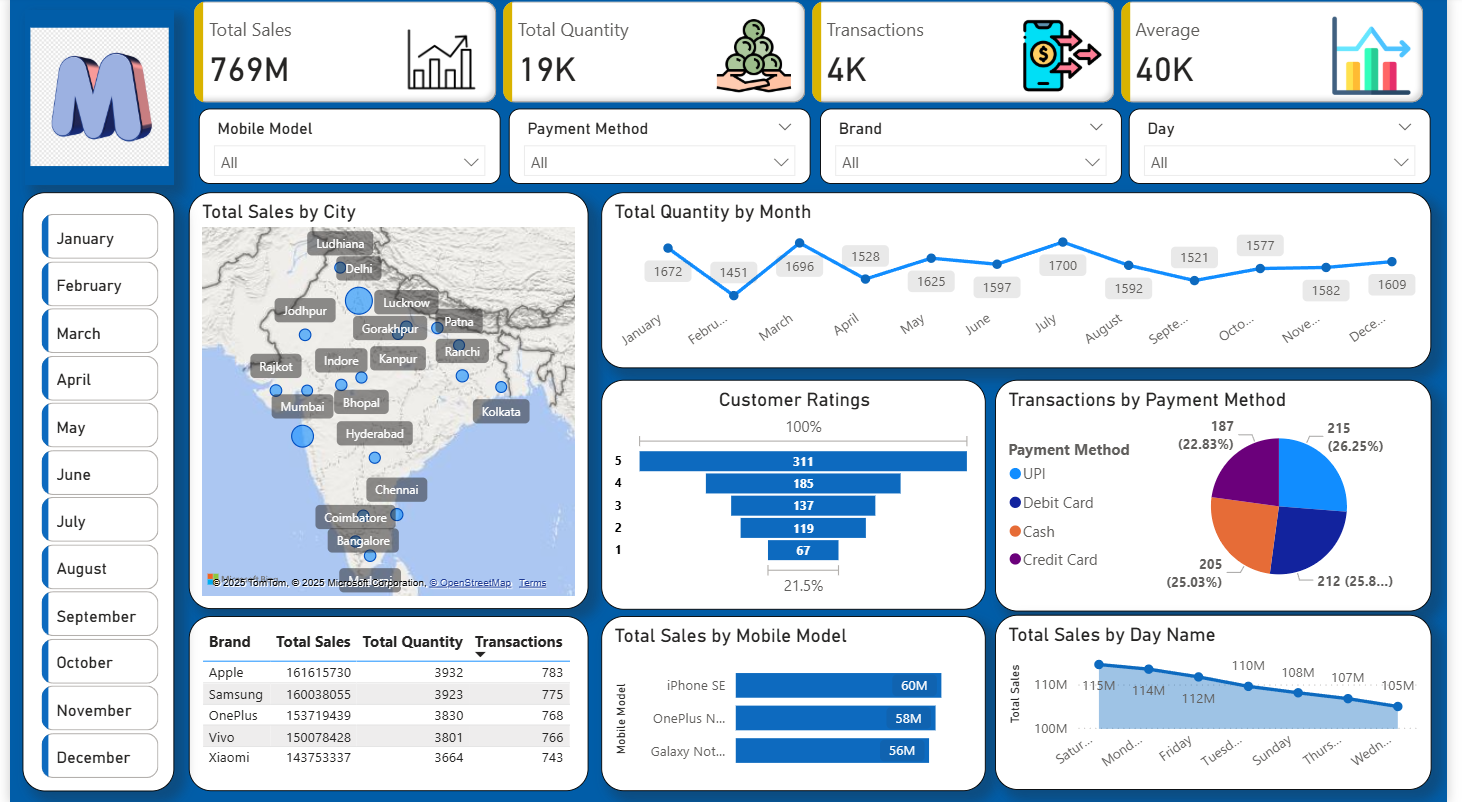 M
Total Sales
769M
Total Quantity
19K
Transactions
4K
Average
40K
Mobile Model
All
Payment Method
All
Brand
All
Day
All
January
February
March
April
May
June
July
August
September
October
November
December
Total Sales by City
Ludhiana
Delhi
Lucknow
Jodhpur
Gorakhpur
Patna
Ranchi
Rajkot
Indore
Kanpur
Mumbai
Bhopal
Kolkata
Hyderabad
Chennai
Coimbatore
Bangalore
© 2025 TomTom, © 2025 Microsoft Corporation, © OpenStreetMap Terms
Total Quantity by Month
1672
1451
1696
1528
1625
1597
1700
1592
1521
1577
1582
1609
January
Febru...
March
April
May
June
July
August
Septe...
Octo...
Nove...
Dece...
Customer Ratings
100%
5 311
4 185
3 137
2 119
1 67
21.5%
Transactions by Payment Method
Payment Method
UPI
Debit Card
Cash
Credit Card
187
(22.83%)
215
(26.25%)
205
(25.03%)
212 (25.8...)
Brand Total Sales Total Quantity Transactions
Apple 161615730 3932 783
Samsung 160038055 3923 775
OnePlus 153719439 3830 768
Vivo 150078428 3801 766
Xiaomi 143753337 3664 743
Total Sales by Mobile Model
Mobile Model
iPhone SE 60M
OnePlus N... 58M
Galaxy Not... 56M
Total Sales by Day Name
Total Sales
110M
100M
115M
114M
112M
110M
108M
107M
105M
Satur...
Mond...
Friday
Tuesd...
Sunday
Thurs...
Wedn...